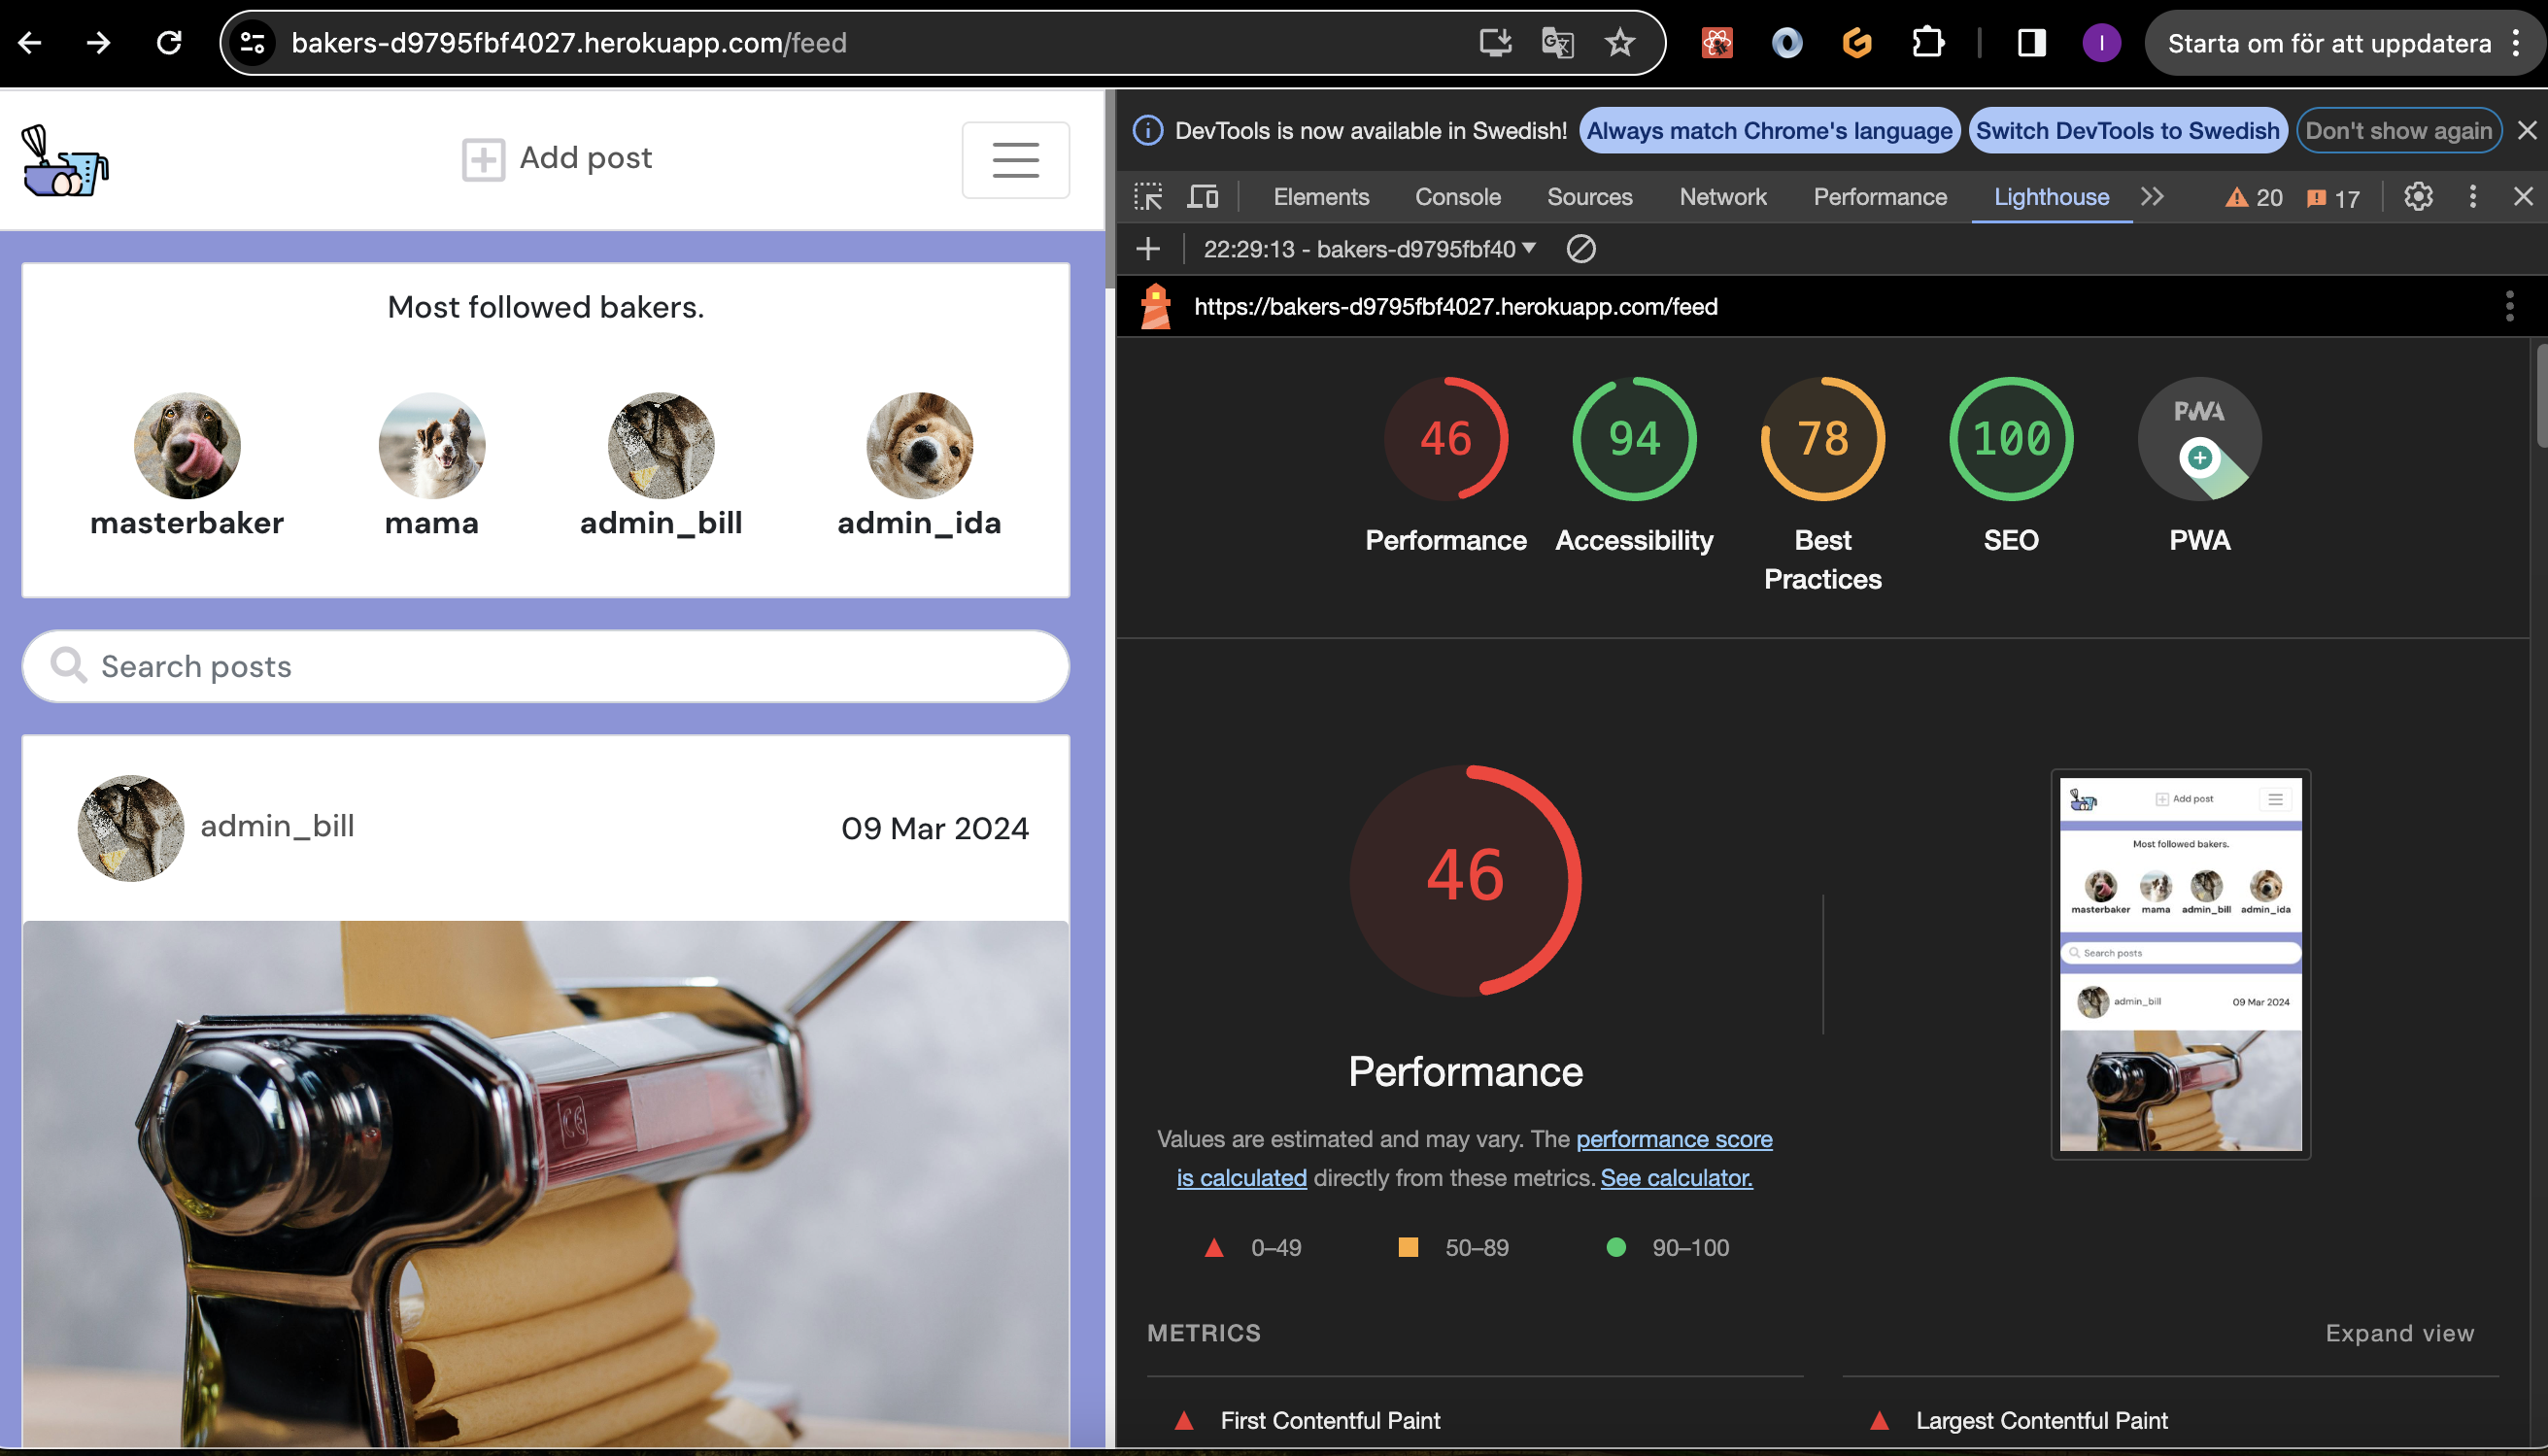 bakers-d9795fbf4027.herokuapp.com/feed
I
Starta om för att uppdatera
Add post
Most followed bakers.
masterbaker mama admin_bill admin_ida
Search posts
admin_bill 09 Mar 2024
DevTools is now available in Swedish! Always match Chrome's language Switch DevTools to Swedish Don't show again
Elements Console Sources Network Performance Lighthouse 20 17
22:29:13 - bakers-d9795fbf40
https://bakers-d9795fbf4027.herokuapp.com/feed
46 94 78 100 PWA
Performance Accessibility Best Practices SEO PWA
46
Performance
Values are estimated and may vary. The performance score
is calculated directly from these metrics. See calculator.
0–49 50–89 90–100
Add post
Most followed bakers.
masterbaker mama admin_bill admin_ida
Search posts
admin_bill 09 Mar 2024
METRICS Expand view
First Contentful Paint Largest Contentful Paint